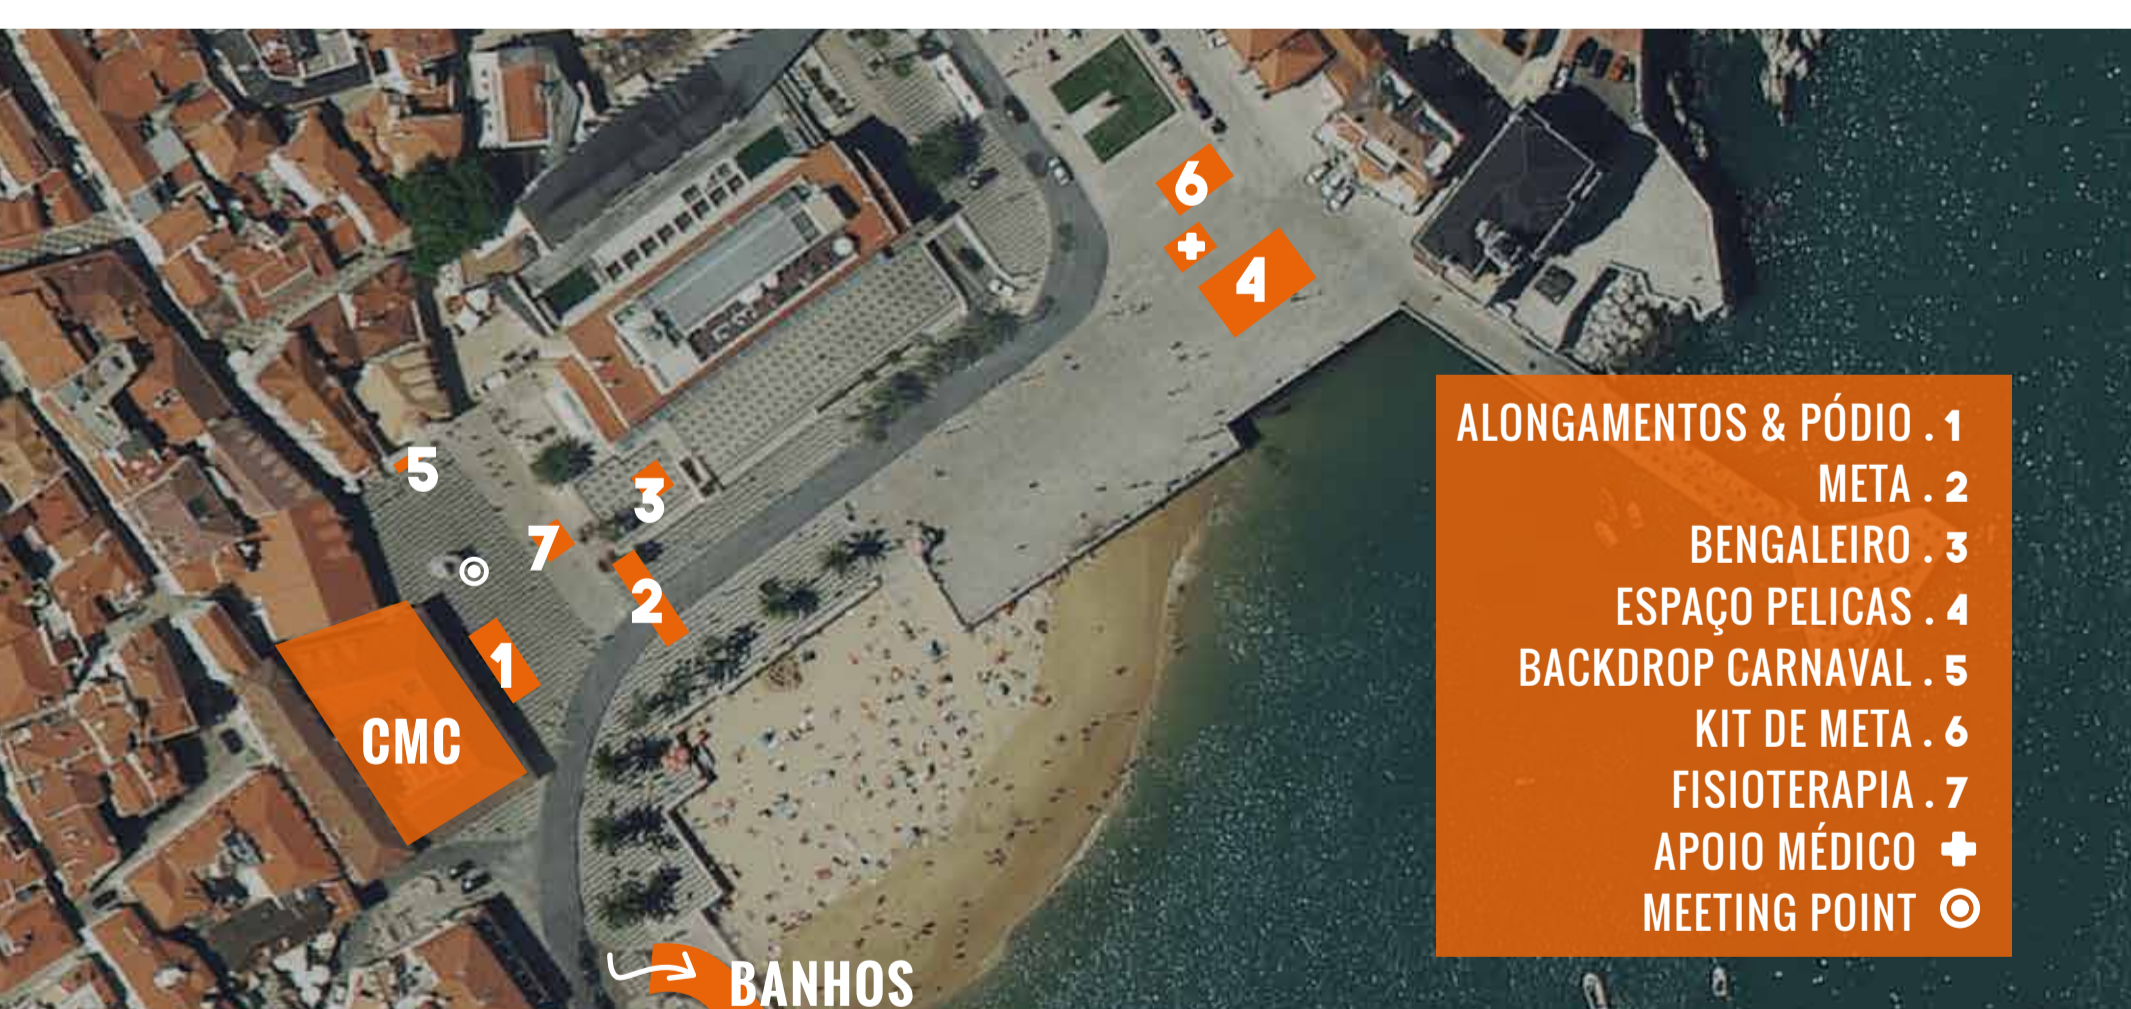 6
4
5
3
7
2
1
CMC
BANHOS
ALONGAMENTOS & PÓDIO . 1
META . 2
BENGALEIRO . 3
ESPAÇO PELICAS . 4
BACKDROP CARNAVAL . 5
KIT DE META . 6
FISIOTERAPIA . 7
APOIO MÉDICO
MEETING POINT